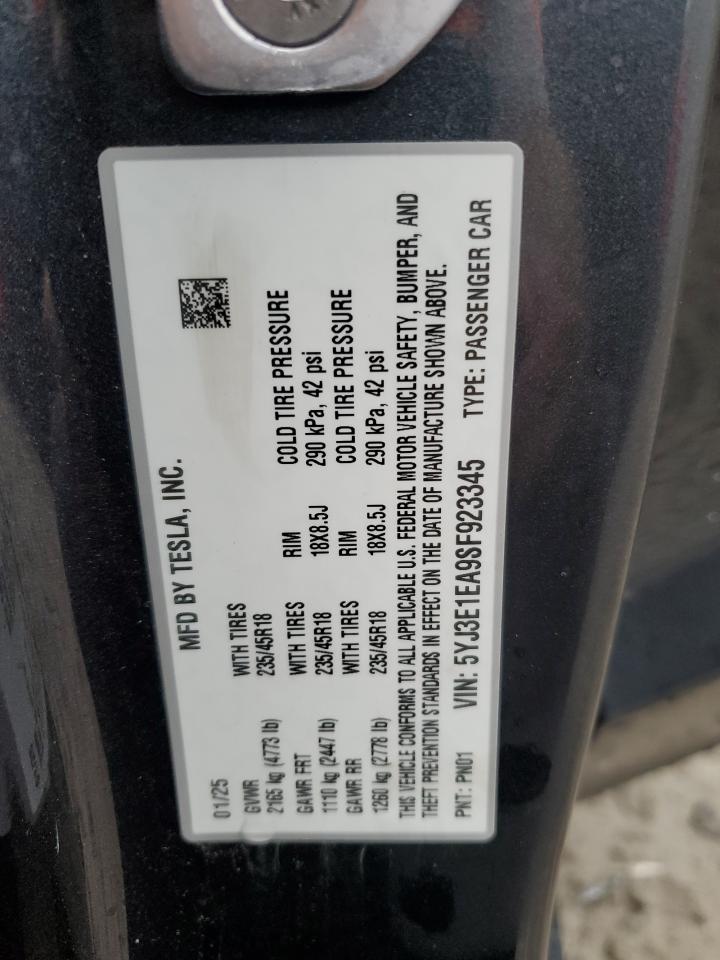 MFD BY TESLA, INC.
01/25
GVWR
2165 kg (4773 lb)
WITH TIRES
235/45R18
GAWR FRT WITH TIRES RIM COLD TIRE PRESSURE
1110 kg (2447 lb) 235/45R18 18X8.5J 290 kPa, 42 psi
GAWR RR WITH TIRES RIM COLD TIRE PRESSURE
1260 kg (2778 lb) 235/45R18 18X8.5J 290 kPa, 42 psi
THIS VEHICLE CONFORMS TO ALL APPLICABLE U.S. FEDERAL MOTOR VEHICLE SAFETY, BUMPER, AND
THEFT PREVENTION STANDARDS IN EFFECT ON THE DATE OF MANUFACTURE SHOWN ABOVE.
PNT: PN01 VIN: 5YJ3E1EA9SF923345 TYPE: PASSENGER CAR